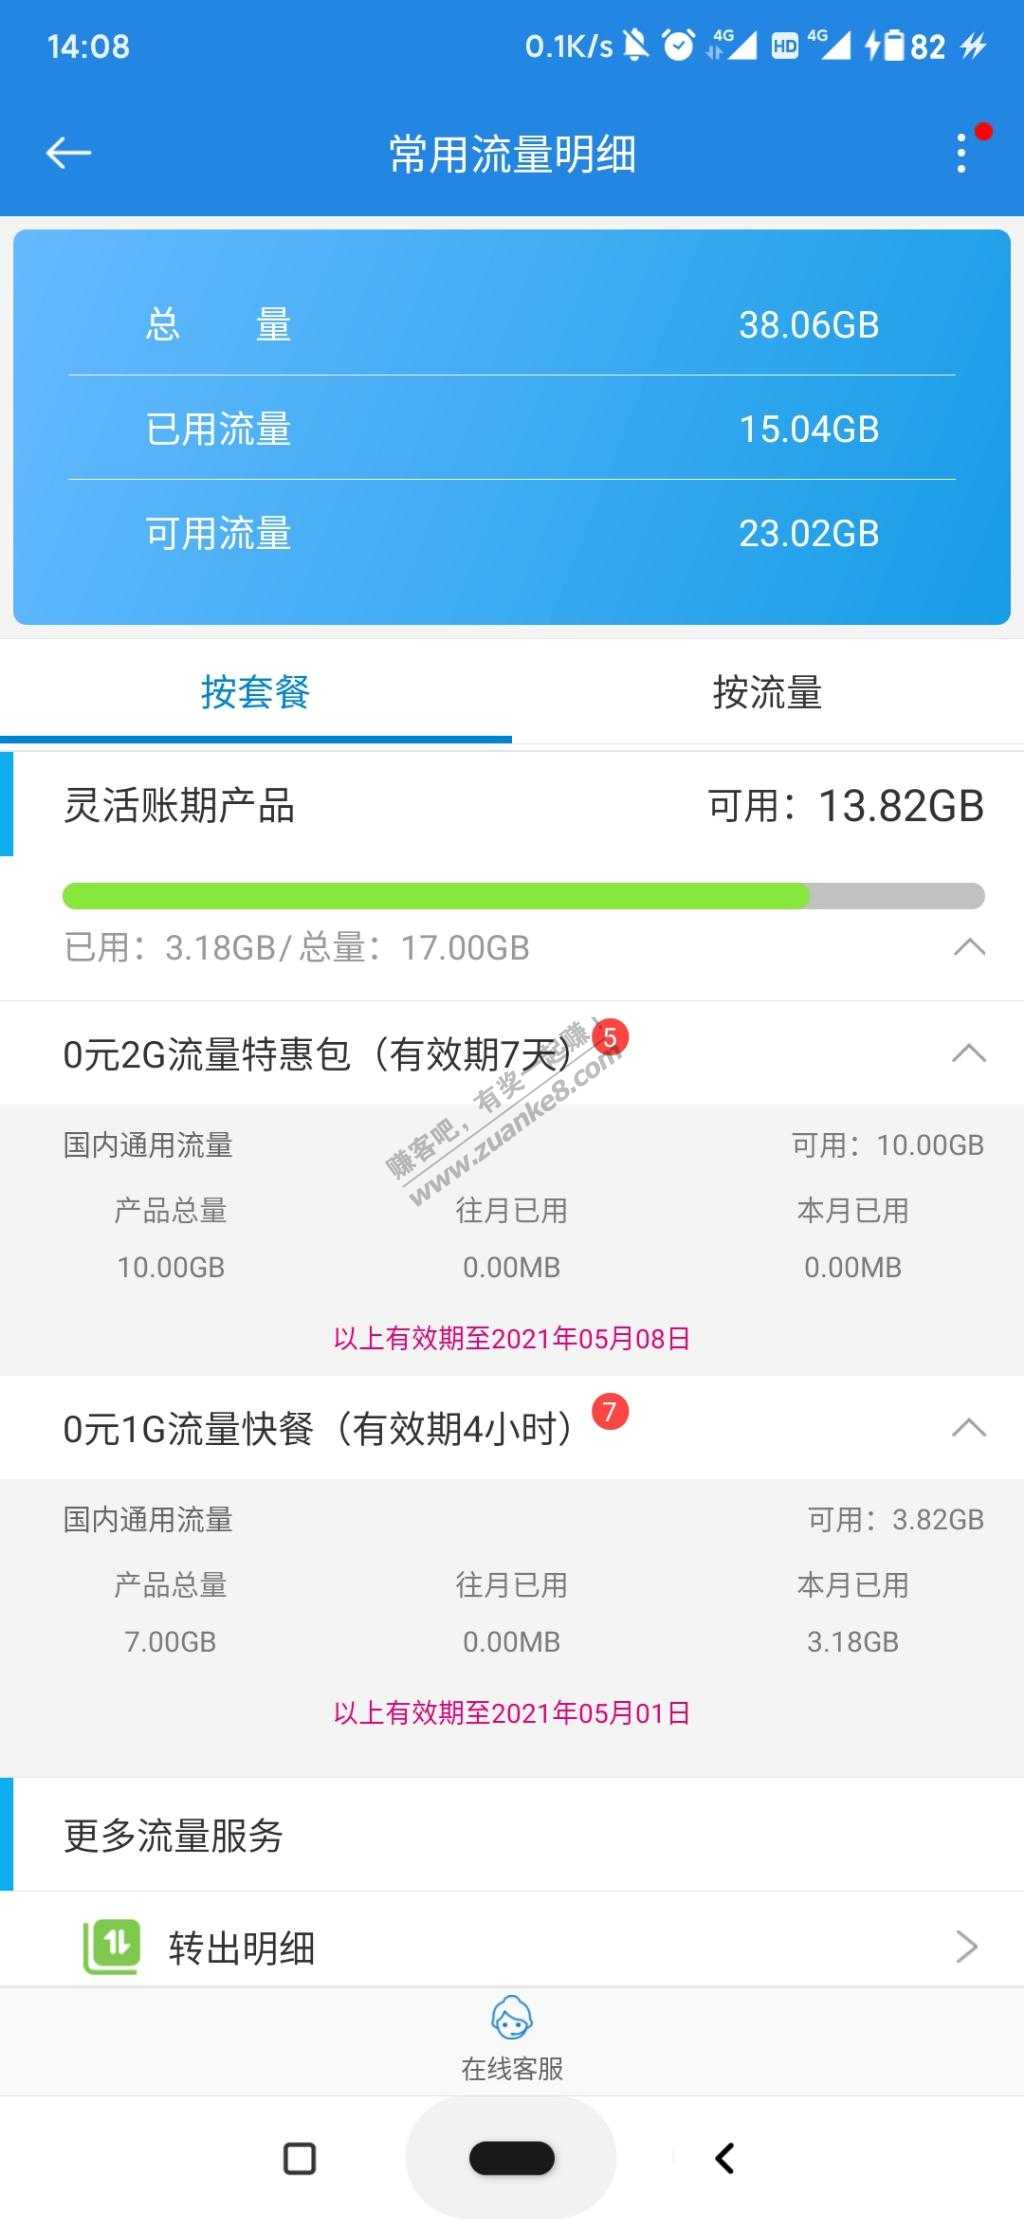 14:08
0.1K/s 4G HD 4G 82
常用流量明细
总 量 38.06GB
已用流量 15.04GB
可用流量 23.02GB
按套餐 按流量
灵活账期产品 可用：13.82GB
已用：3.18GB/总量：17.00GB
0元2G流量特惠包（有效期7天） 5
赚客吧，有奖一起赚！
www.zuanke8.com
国内通用流量 可用：10.00GB
产品总量 往月已用 本月已用
10.00GB 0.00MB 0.00MB
以上有效期至2021年05月08日
0元1G流量快餐（有效期4小时） 7
国内通用流量 可用：3.82GB
产品总量 往月已用 本月已用
7.00GB 0.00MB 3.18GB
以上有效期至2021年05月01日
更多流量服务
转出明细
在线客服